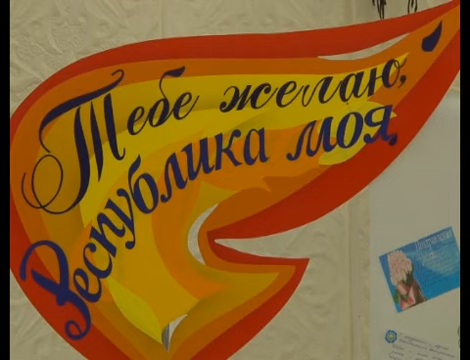 Тебе желаю,
Республика моя,